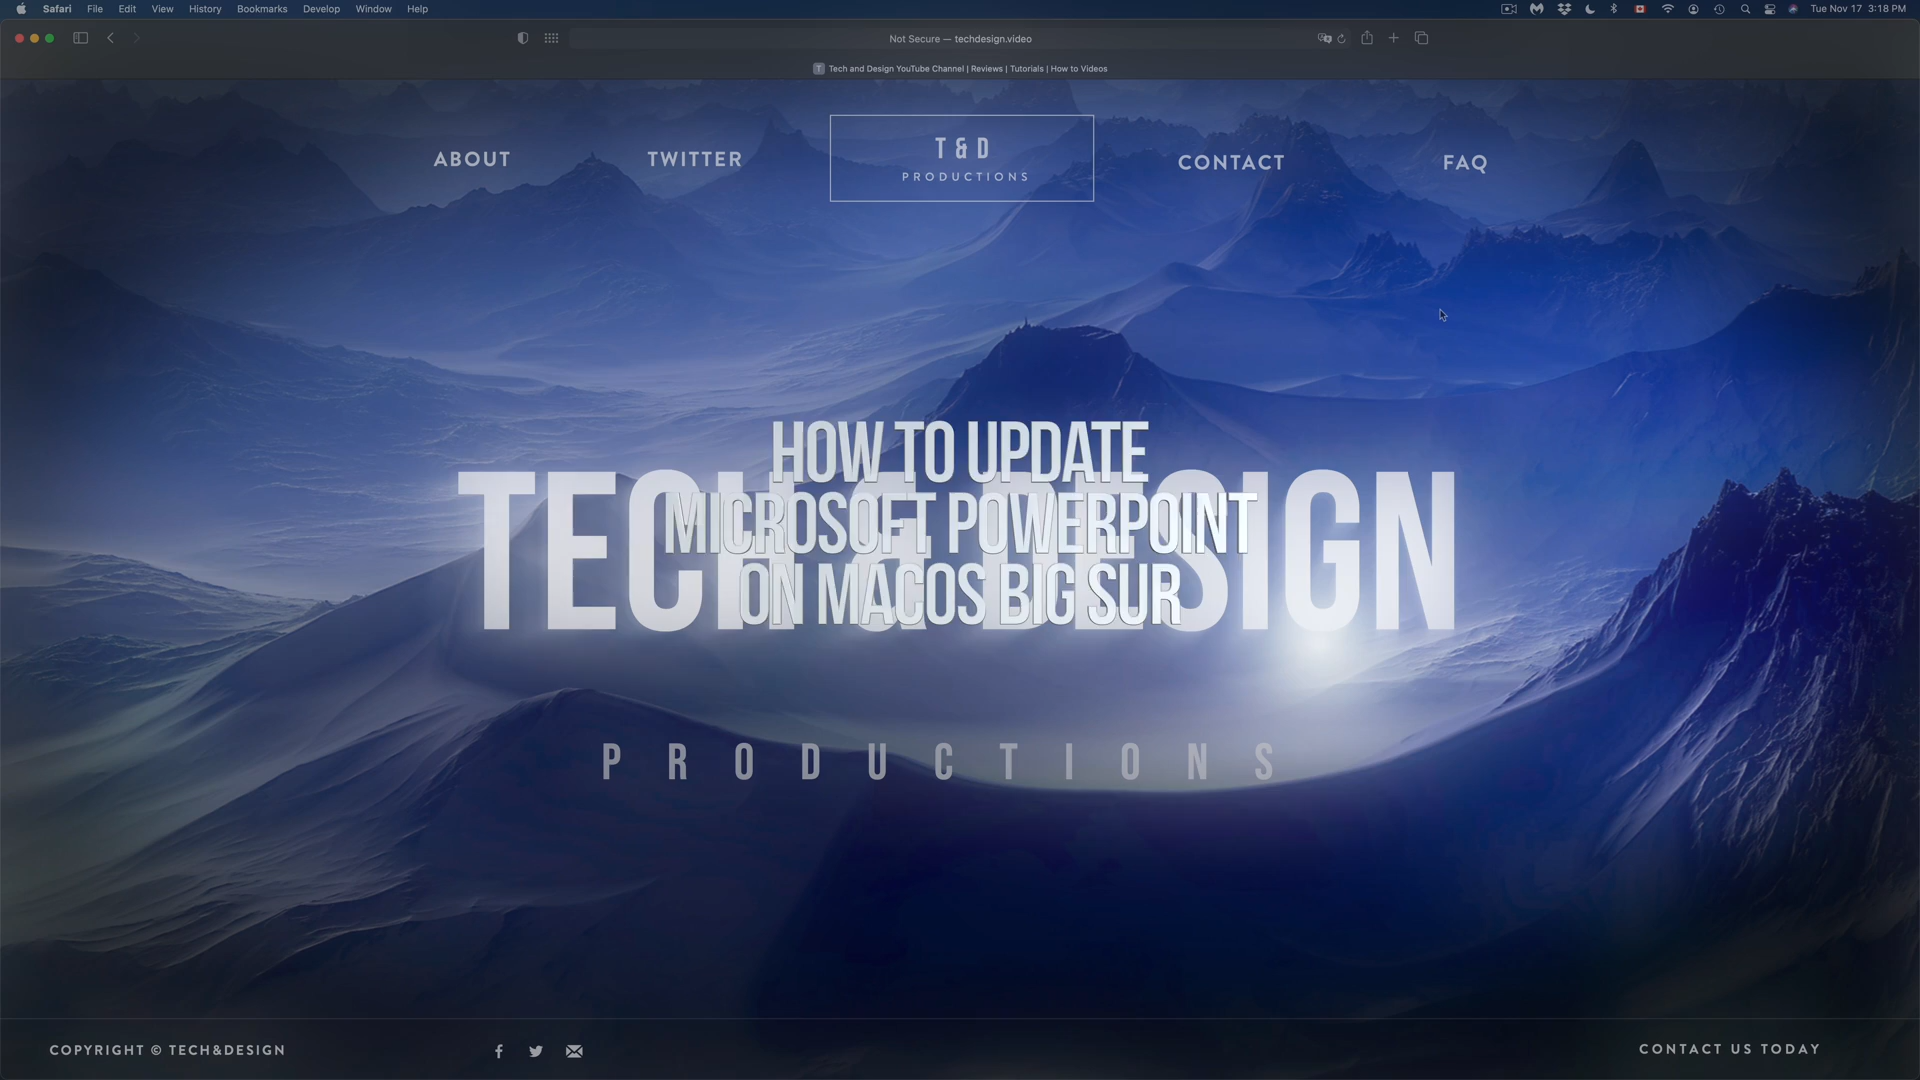 Safari File Edit View History Bookmarks Develop Window Help Tue Nov 17 3:18 PM
Not Secure — techdesign.video
T Tech and Design YouTube Channel | Reviews | Tutorials | How to Videos
ABOUT
TWITTER
T & D
PRODUCTIONS
CONTACT
FAQ
HOW TO UPDATE
MICROSOFT POWERPOINT
ON MACOS BIG SUR
TECH & DESIGN
PRODUCTIONS
COPYRIGHT © TECH&DESIGN
CONTACT US TODAY